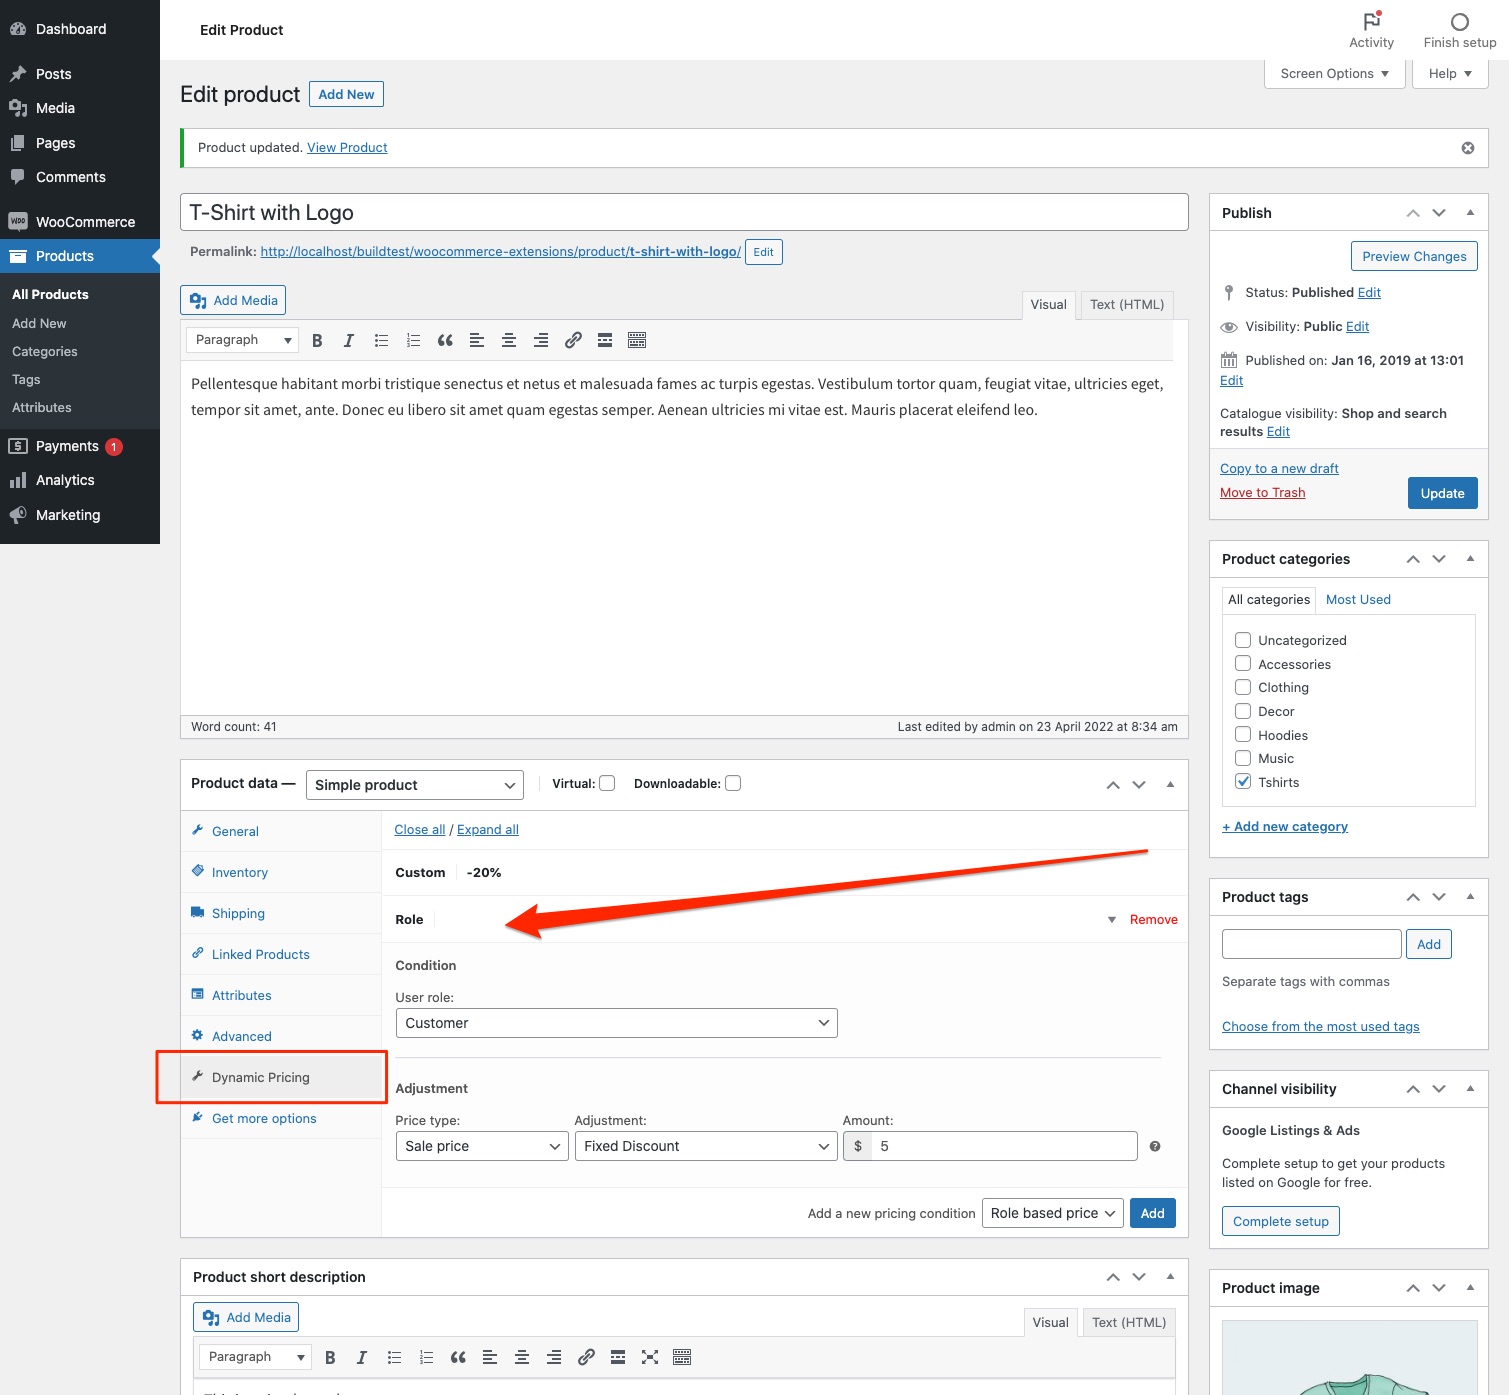 Dashboard
Posts
Media
Pages
Comments
WooCommerce
Products
All Products
Add New
Categories
Tags
Attributes
Payments 1
Analytics
Marketing
Edit Product
Activity
Finish setup
Screen Options
Help
Edit product Add New
Product updated. View Product
T-Shirt with Logo
Permalink: http://localhost/buildtest/woocommerce-extensions/product/t-shirt-with-logo/ Edit
Add Media
Visual Text (HTML)
Paragraph
Pellentesque habitant morbi tristique senectus et netus et malesuada fames ac turpis egestas. Vestibulum tortor quam, feugiat vitae, ultricies eget,
tempor sit amet, ante. Donec eu libero sit amet quam egestas semper. Aenean ultricies mi vitae est. Mauris placerat eleifend leo.
Word count: 41
Last edited by admin on 23 April 2022 at 8:34 am
Product data — Simple product Virtual: Downloadable:
General
Inventory
Shipping
Linked Products
Attributes
Advanced
Dynamic Pricing
Get more options
Close all / Expand all
Custom -20%
Role Remove
Condition
User role:
Customer
Adjustment
Price type: Adjustment: Amount:
Sale price Fixed Discount $ 5
Add a new pricing condition Role based price Add
Product short description
Add Media
Visual Text (HTML)
Paragraph
Publish
Preview Changes
Status: Published Edit
Visibility: Public Edit
Published on: Jan 16, 2019 at 13:01
Edit
Catalogue visibility: Shop and search
results Edit
Copy to a new draft
Move to Trash
Update
Product categories
All categories Most Used
Uncategorized
Accessories
Clothing
Decor
Hoodies
Music
Tshirts
+ Add new category
Product tags
Add
Separate tags with commas
Choose from the most used tags
Channel visibility
Google Listings & Ads
Complete setup to get your products
listed on Google for free.
Complete setup
Product image